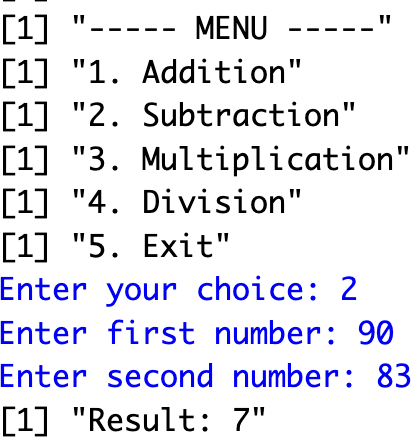 [1] "----- MENU -----"
[1] "1. Addition"
[1] "2. Subtraction"
[1] "3. Multiplication"
[1] "4. Division"
[1] "5. Exit"
Enter your choice: 2
Enter first number: 90
Enter second number: 83
[1] "Result: 7"